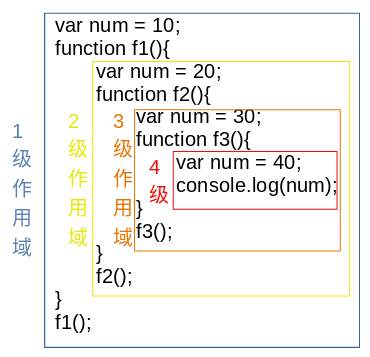 var num = 10;
function f1(){
var num = 20;
function f2(){
var num = 30;
function f3(){
var num = 40;
console.log(num);
}
f3();
}
f2();
}
f1();
1级作用域
2级作用域
3级作用域
4级